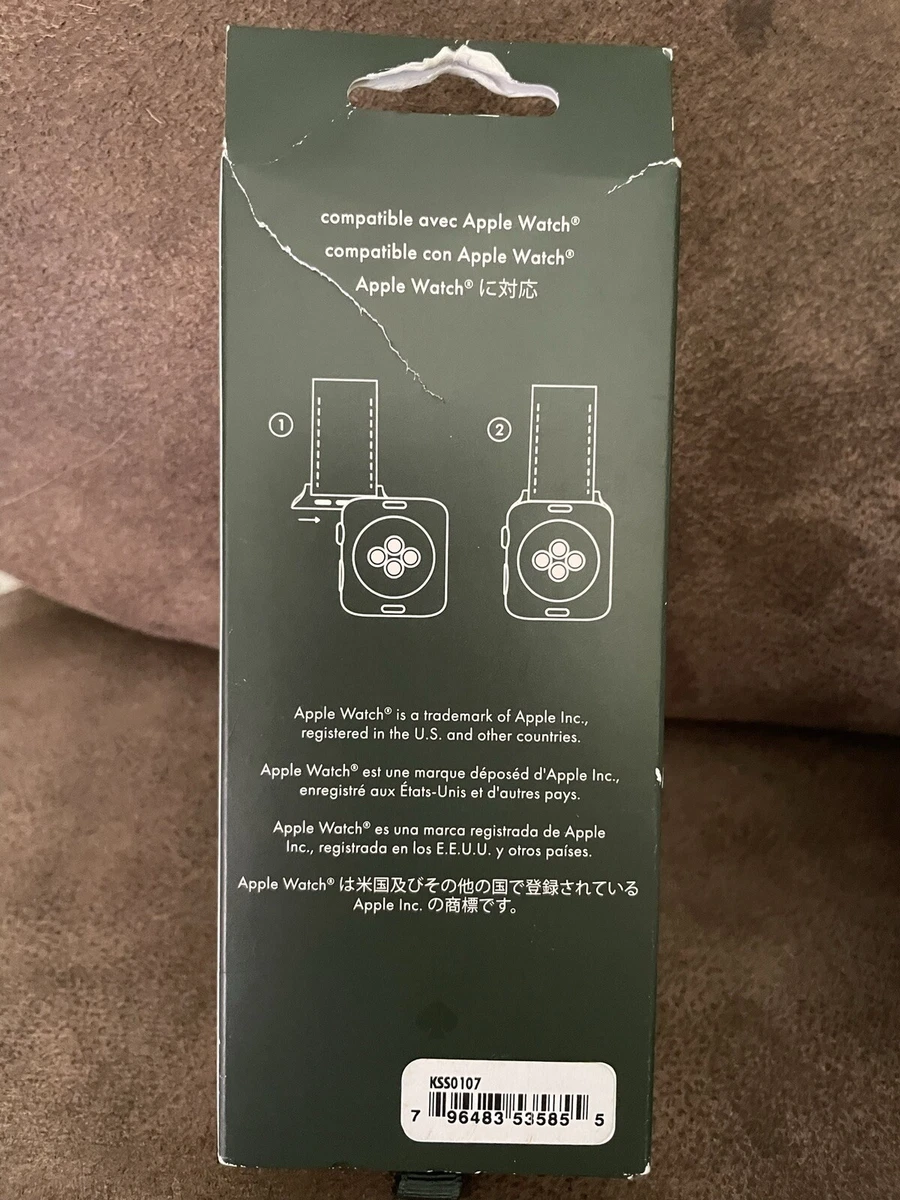 compatible avec Apple Watch®
compatible con Apple Watch®
Apple Watch® に対応
1
2
Apple Watch® is a trademark of Apple Inc.,
registered in the U.S. and other countries.
Apple Watch® est une marque déposéd d'Apple Inc.,
enregistré aux États-Unis et d'autres pays.
Apple Watch® es una marca registrada de Apple
Inc., registrada en los E.E.U.U. y otros países.
Apple Watch® は米国及びその他の国で登録されている
Apple Inc. の商標です。
KSS0107
7 96483 53585 5